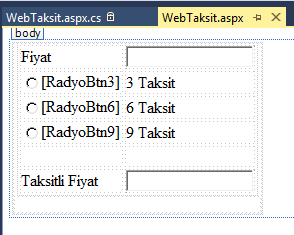 WebTaksit.aspx.cs WebTaksit.aspx
body
Fiyat
[RadyoBtn3] 3 Taksit
[RadyoBtn6] 6 Taksit
[RadyoBtn9] 9 Taksit
Taksitli Fiyat